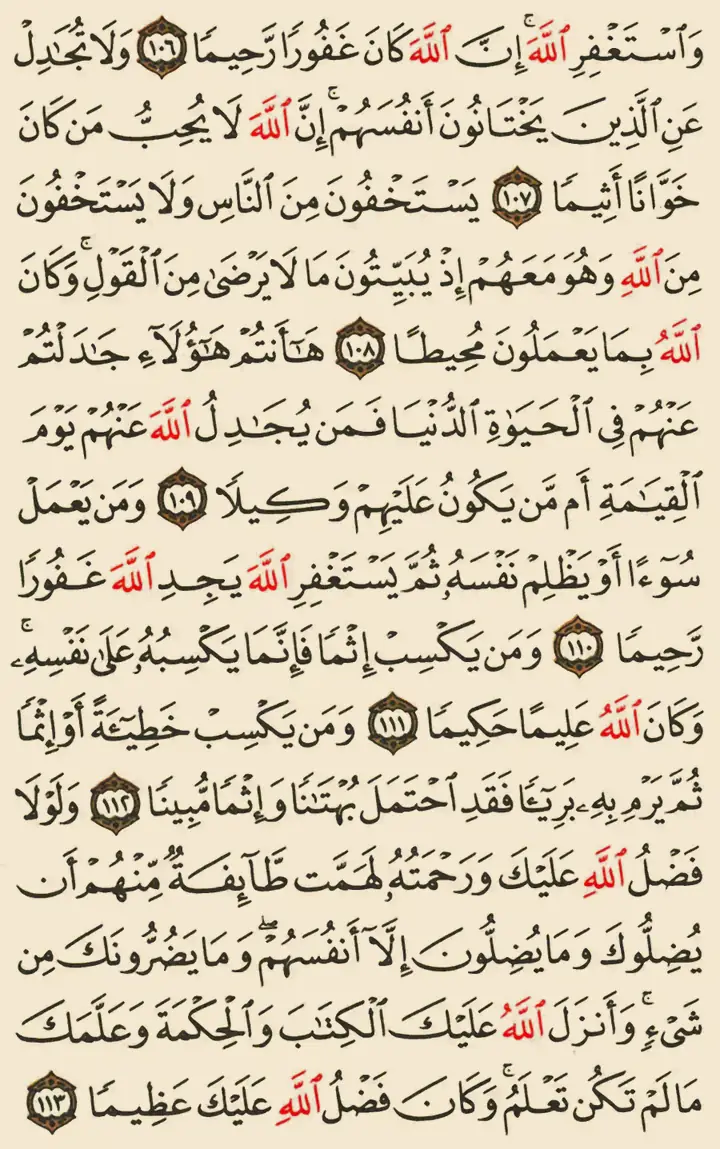 وَٱسْتَغْفِرِ ٱللَّهَ ۖ إِنَّ ٱللَّهَ كَانَ غَفُورًا رَّحِيمًا ١٠٦ وَلَا تُجَٰدِلْ
عَنِ ٱلَّذِينَ يَخْتَانُونَ أَنفُسَهُمْ ۚ إِنَّ ٱللَّهَ لَا يُحِبُّ مَن كَانَ
خَوَّانًا أَثِيمًا ١٠٧ يَسْتَخْفُونَ مِنَ ٱلنَّاسِ وَلَا يَسْتَخْفُونَ
مِنَ ٱللَّهِ وَهُوَ مَعَهُمْ إِذْ يُبَيِّتُونَ مَا لَا يَرْضَىٰ مِنَ ٱلْقَوْلِ ۚ وَكَانَ
ٱللَّهُ بِمَا يَعْمَلُونَ مُحِيطًا ١٠٨ هَٰٓأَنتُمْ هَٰٓؤُلَآءِ جَٰدَلْتُمْ
عَنْهُمْ فِى ٱلْحَيَوٰةِ ٱلدُّنْيَا فَمَن يُجَٰدِلُ ٱللَّهَ عَنْهُمْ يَوْمَ
ٱلْقِيَٰمَةِ أَم مَّن يَكُونُ عَلَيْهِمْ وَكِيلًا ١٠٩ وَمَن يَعْمَلْ
سُوٓءًا أَوْ يَظْلِمْ نَفْسَهُۥ ثُمَّ يَسْتَغْفِرِ ٱللَّهَ يَجِدِ ٱللَّهَ غَفُورًا
رَّحِيمًا ١١٠ وَمَن يَكْسِبْ إِثْمًا فَإِنَّمَا يَكْسِبُهُۥ عَلَىٰ نَفْسِهِۦ ۚ
وَكَانَ ٱللَّهُ عَلِيمًا حَكِيمًا ١١١ وَمَن يَكْسِبْ خَطِيٓـَٔةً أَوْ إِثْمًا
ثُمَّ يَرْمِ بِهِۦ بَرِيٓـًٔا فَقَدِ ٱحْتَمَلَ بُهْتَٰنًا وَإِثْمًا مُّبِينًا ١١٢ وَلَوْلَا
فَضْلُ ٱللَّهِ عَلَيْكَ وَرَحْمَتُهُۥ لَهَمَّت طَّآئِفَةٌ مِّنْهُمْ أَن
يُضِلُّوكَ وَمَا يُضِلُّونَ إِلَّآ أَنفُسَهُمْ ۖ وَمَا يَضُرُّونَكَ مِن
شَىْءٍ ۚ وَأَنزَلَ ٱللَّهُ عَلَيْكَ ٱلْكِتَٰبَ وَٱلْحِكْمَةَ وَعَلَّمَكَ
مَا لَمْ تَكُن تَعْلَمُ ۚ وَكَانَ فَضْلُ ٱللَّهِ عَلَيْكَ عَظِيمًا ١١٣